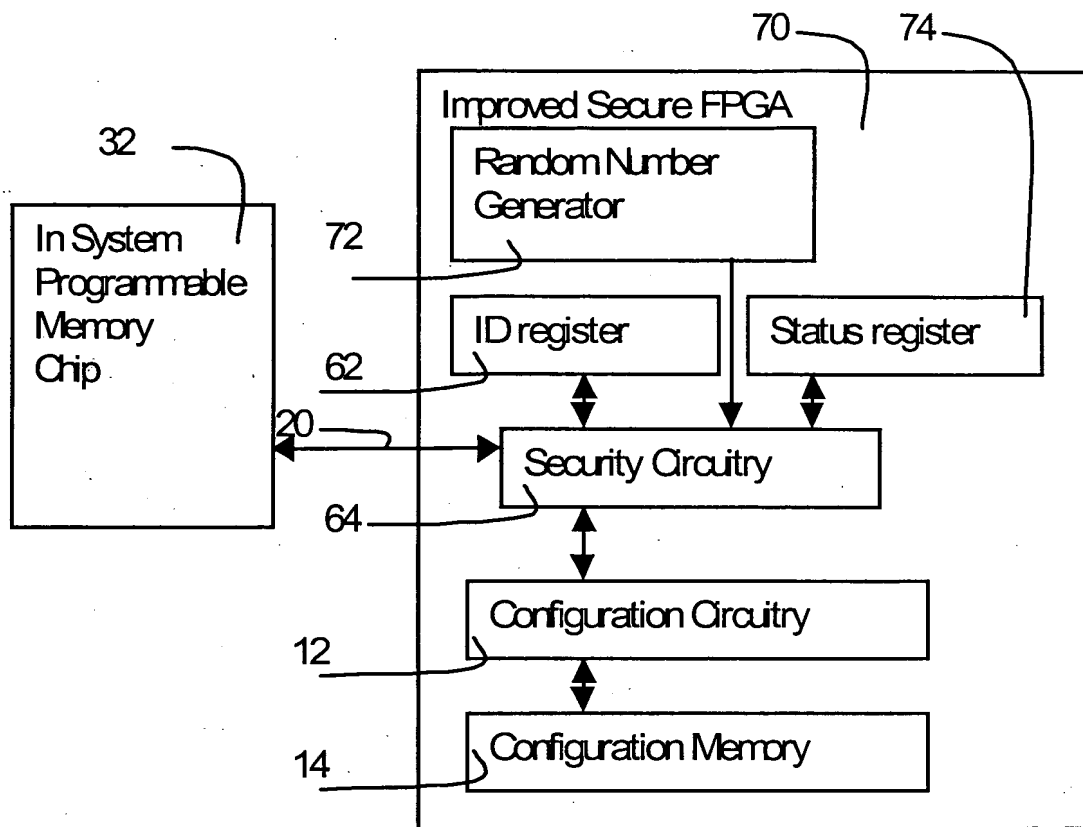 70
74
Improved Secure FPGA
32
Random Number
Generator
In System
Programmable
Memory
Chip
72
ID register
Status register
62
20
Security Circuitry
64
Configuration Circuitry
12
Configuration Memory
14